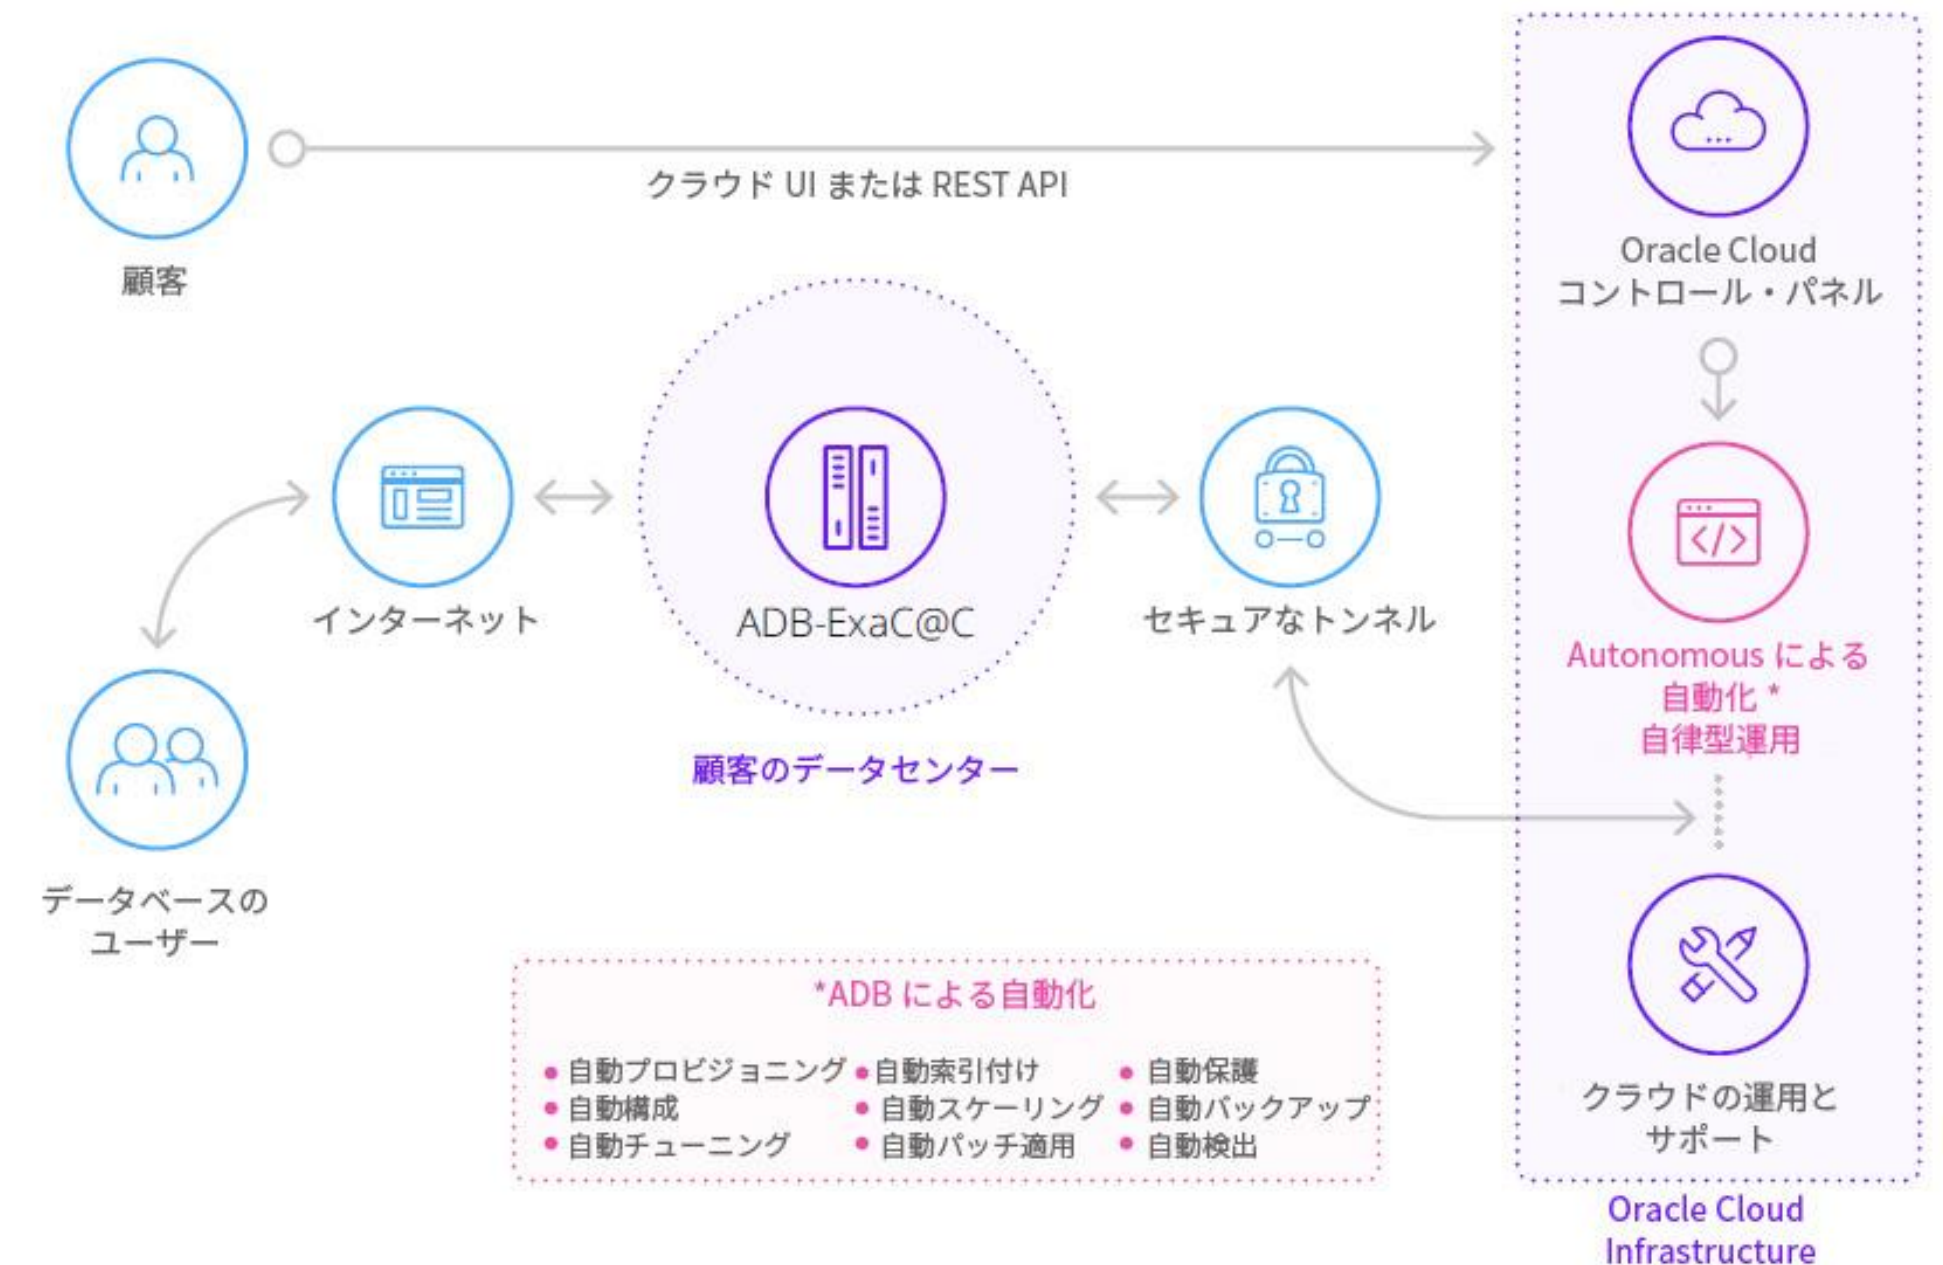 クラウド UI または REST API
顧客
Oracle Cloud
コントロール・パネル
インターネット
ADB-ExaC@C
セキュアなトンネル
顧客のデータセンター
Autonomous による
自動化 *
自律型運用
データベースの
ユーザー
*ADB による自動化
• 自動プロビジョニング
• 自動構成
• 自動チューニング
• 自動索引付け
• 自動スケーリング
• 自動パッチ適用
• 自動保護
• 自動バックアップ
• 自動検出
クラウドの運用と
サポート
Oracle Cloud
Infrastructure